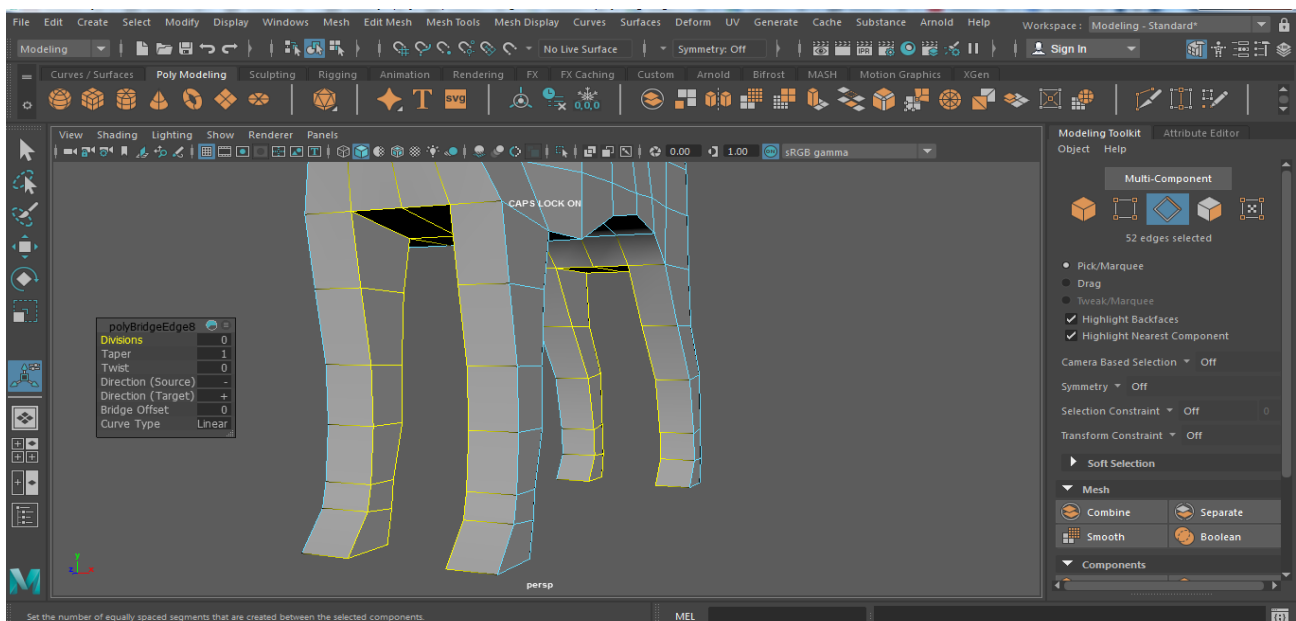 File Edit Create Select Modify Display Windows Mesh Edit Mesh Mesh Tools Mesh Display Curves Surfaces Deform UV Generate Cache Substance Arnold Help Workspace: Modeling - Standard*
Modeling No Live Surface Symmetry: Off IPR Sign In
Curves / Surfaces Poly Modeling Sculpting Rigging Animation Rendering FX FX Caching Custom Arnold Bifrost MASH Motion Graphics XGen
T SVG 0,0,0
View Shading Lighting Show Renderer Panels
0.00 1.00 sRGB gamma
CAPS LOCK ON
polyBridgeEdge8
Divisions 0
Taper 1
Twist 0
Direction (Source) -
Direction (Target) +
Bridge Offset 0
Curve Type Linear
y
z x
persp
Modeling Toolkit Attribute Editor
Object Help
Multi-Component
52 edges selected
Pick/Marquee
Drag
Tweak/Marquee
Highlight Backfaces
Highlight Nearest Component
Camera Based Selection Off
Symmetry Off
Selection Constraint Off 0
Transform Constraint Off
Soft Selection
Mesh
Combine Separate
Smooth Boolean
Components
M
Set the number of equally spaced segments that are created between the selected components. MEL